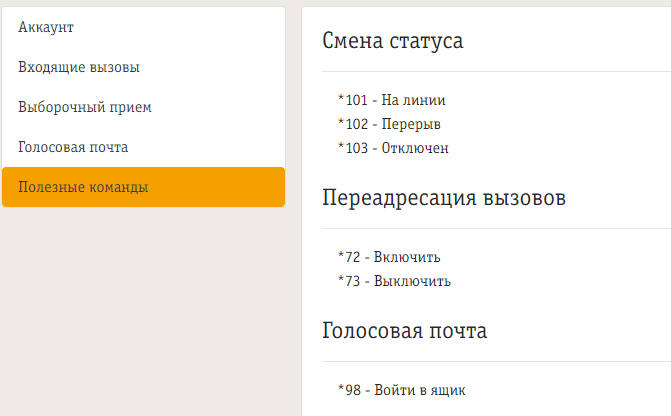 Аккаунт
Входящие вызовы
Выборочный прием
Голосовая почта
Полезные команды
Смена статуса
*101 - На линии
*102 - Перерыв
*103 - Отключен
Переадресация вызовов
*72 - Включить
*73 - Выключить
Голосовая почта
*98 - Войти в ящик